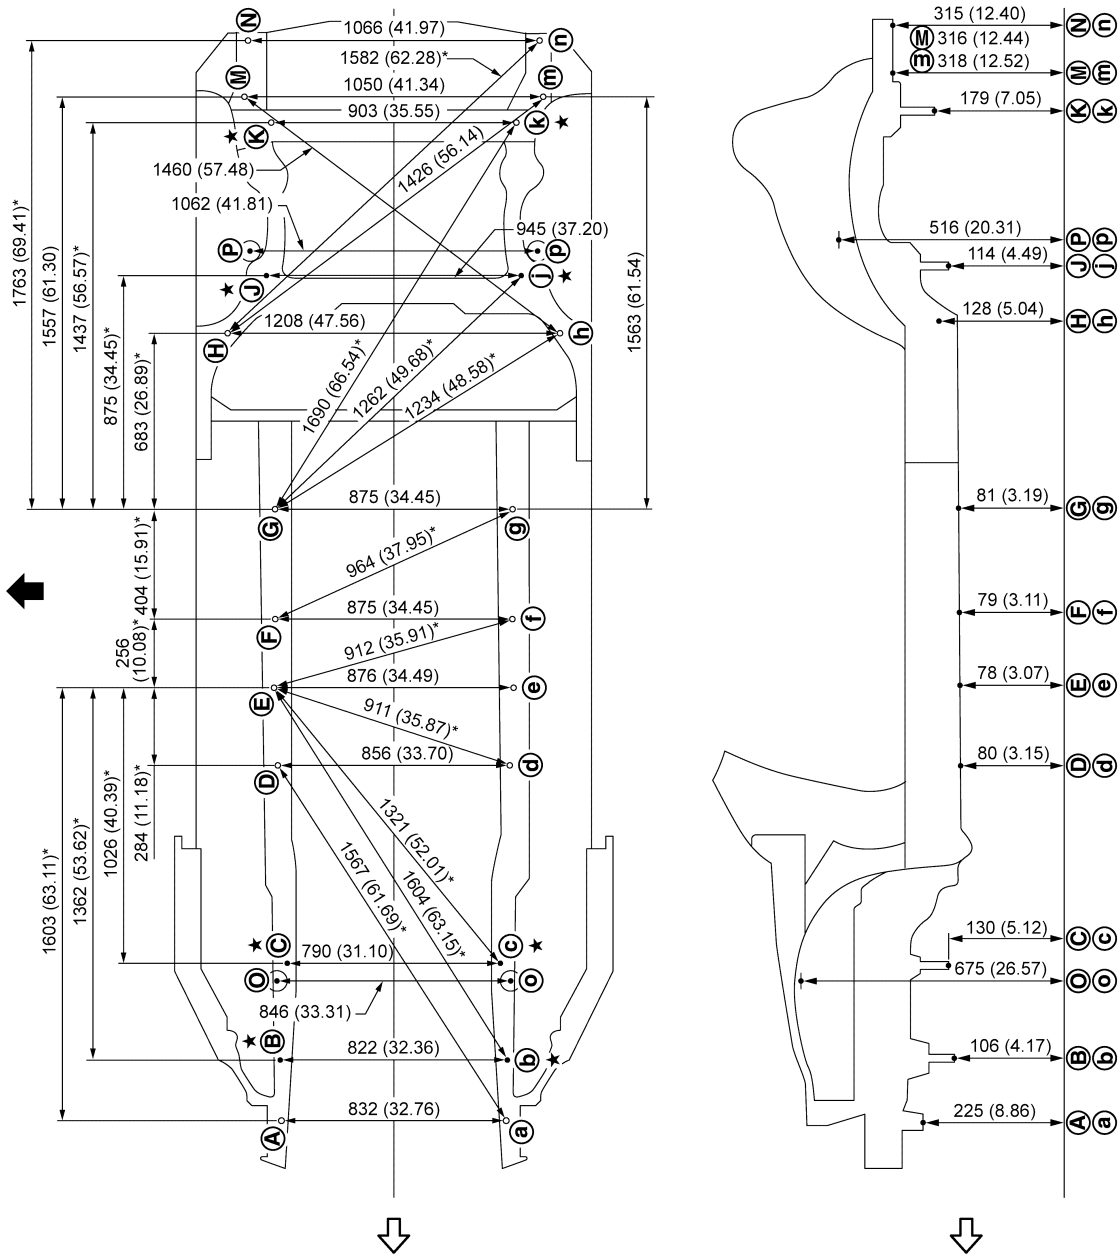 N
1066 (41.97)
n
1582 (62.28)*
M
1050 (41.34)
m
903 (35.55)
★
K
k
★
1460 (57.48)
1426 (56.14)
1062 (41.81)
945 (37.20)
P
p
J
★
j
★
1763 (69.41)*
1557 (61.30)
1437 (56.57)*
875 (34.45)*
683 (26.89)*
1563 (61.54)
1208 (47.56)
H
h
1690 (66.54)*
1262 (49.68)*
1234 (48.58)*
875 (34.45)
G
g
404 (15.91)*
964 (37.95)*
875 (34.45)
F
f
256
(10.08)*
912 (35.91)*
876 (34.49)
E
e
911 (35.87)*
856 (33.70)
D
d
1603 (63.11)*
1362 (53.62)*
1026 (40.39)*
284 (11.18)*
1321 (52.01)*
1567 (61.69)*
1604 (63.15)*
★
C
790 (31.10)
c
★
O
o
846 (33.31)
★
B
822 (32.36)
b
★
832 (32.76)
A
a
315 (12.40)
N
n
M
316 (12.44)
m
318 (12.52)
M
m
179 (7.05)
K
k
516 (20.31)
P
p
114 (4.49)
J
j
128 (5.04)
H
h
81 (3.19)
G
g
79 (3.11)
F
f
78 (3.07)
E
e
80 (3.15)
D
d
130 (5.12)
C
c
675 (26.57)
O
o
106 (4.17)
B
b
225 (8.86)
A
a